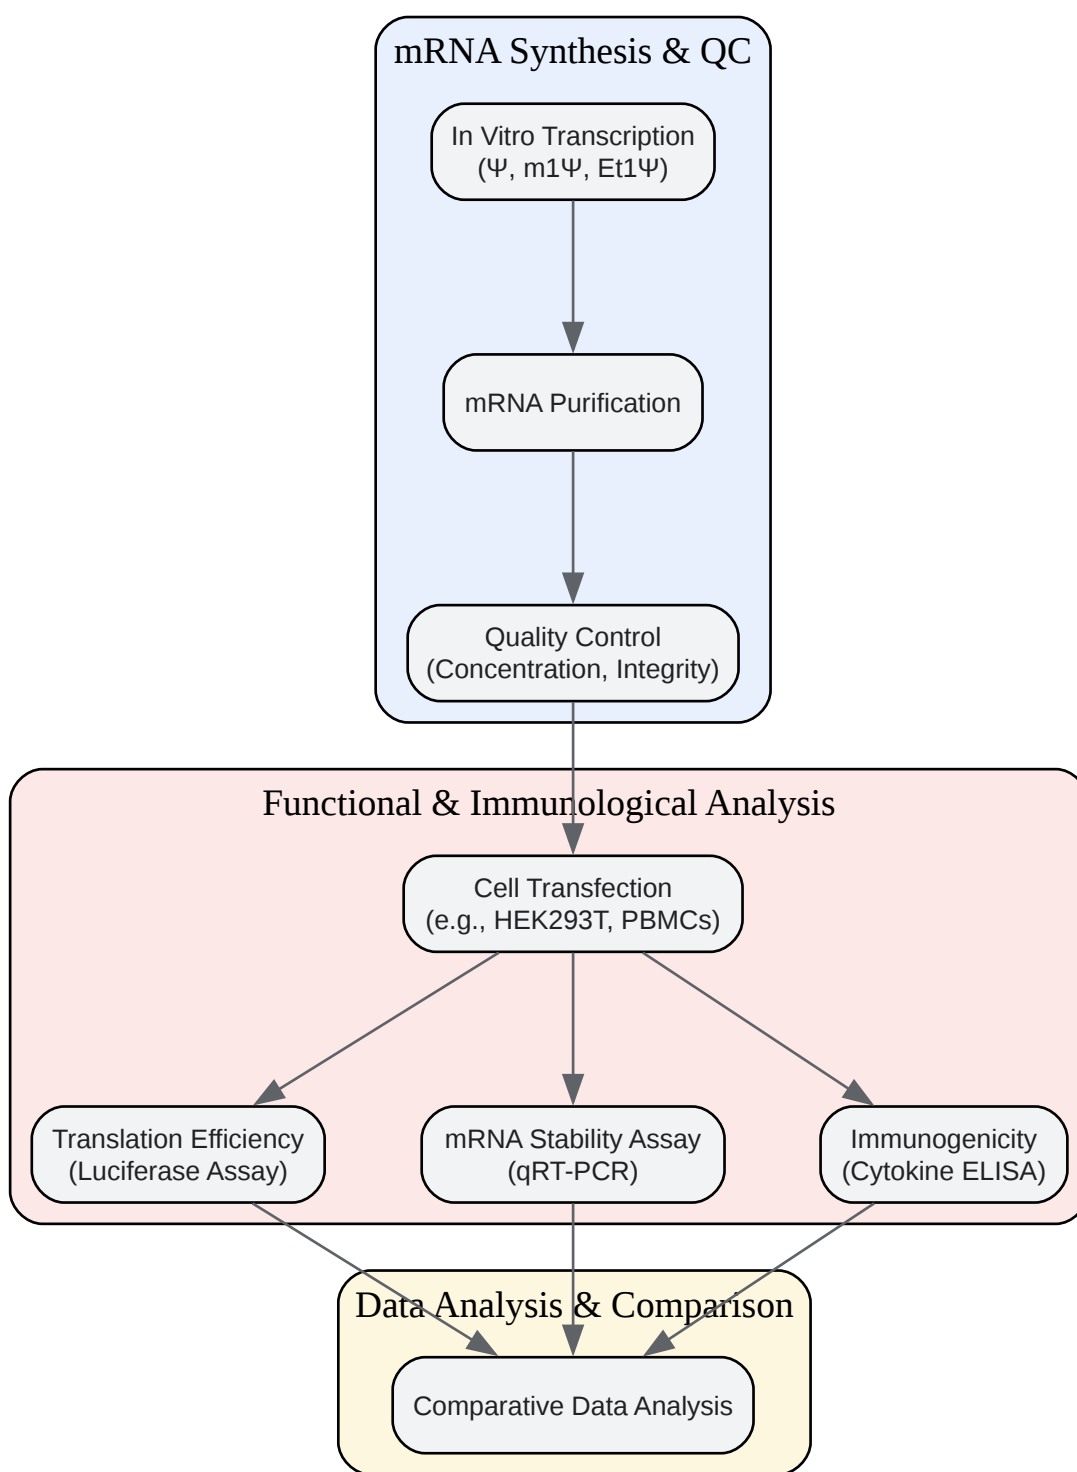 mRNA Synthesis & QC
In Vitro Transcription
(Ψ, m1Ψ, Et1Ψ)
mRNA Purification
Quality Control
(Concentration, Integrity)
Functional & Immunological Analysis
Cell Transfection
(e.g., HEK293T, PBMCs)
Translation Efficiency
(Luciferase Assay)
mRNA Stability Assay
(qRT-PCR)
Immunogenicity
(Cytokine ELISA)
Data Analysis & Comparison
Comparative Data Analysis